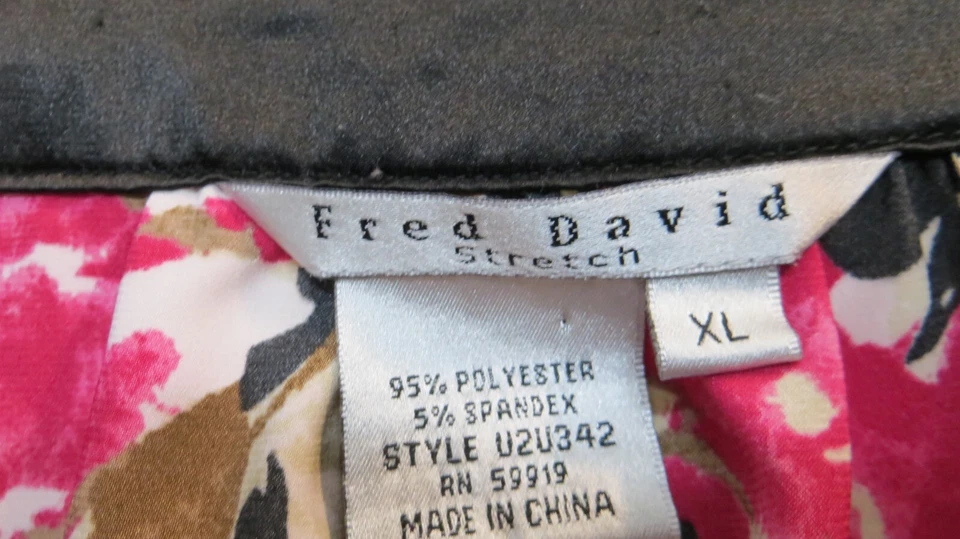 Fred David
Stretch
XL
95% POLYESTER
5% SPANDEX
STYLE U2U342
RN 59919
MADE IN CHINA